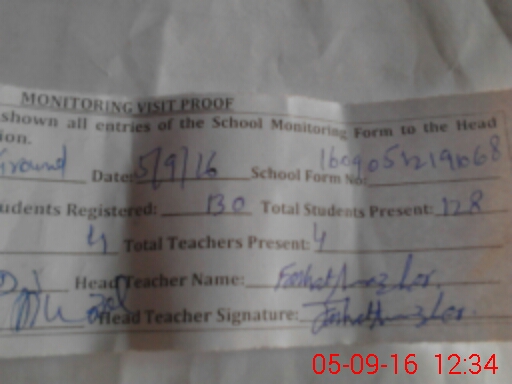 MONITORING VISIT PROOF
shown all entries of the School Monitoring Form to the Head
ion.
Ground Date: 5/9/16 School Form No: 1609051219068
udents Registered: 130 Total Students Present: 128
4 Total Teachers Present: 4
Head Teacher Name:
Head Teacher Signature:
05-09-16 12:34